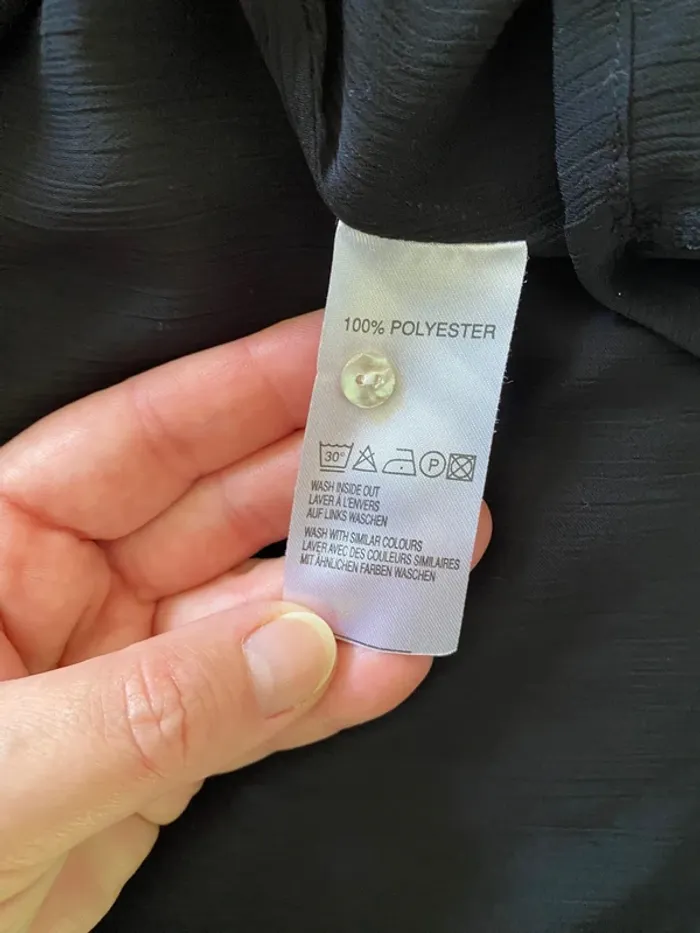 100% POLYESTER
30°
P
WASH INSIDE OUT
LAVER À L'ENVERS
AUF LINKS WASCHEN
WASH WITH SIMILAR COLOURS
LAVER AVEC DES COULEURS SIMILAIRES
MIT ÄHNLICHEN FARBEN WASCHEN